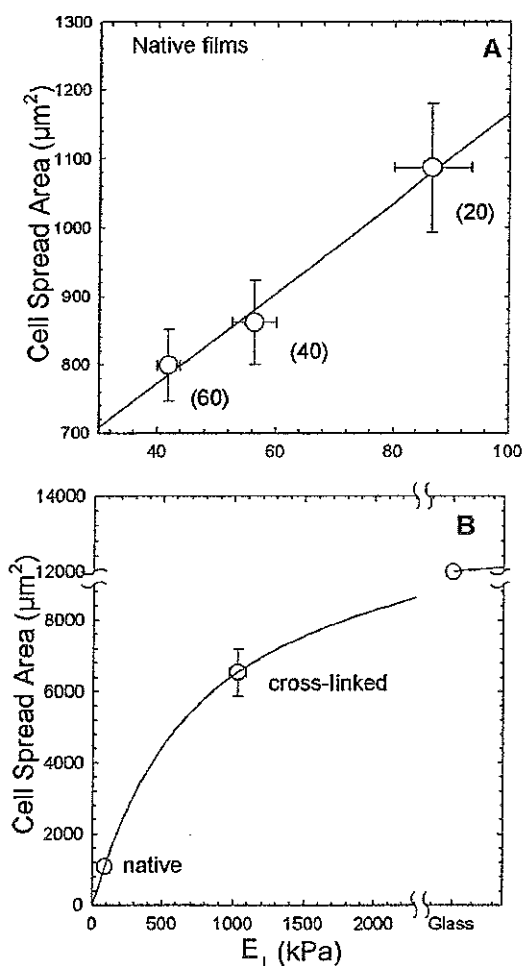 Native films
A
Cell Spread Area (µm²)
1300
1200
1100
1000
900
800
700
(20)
(40)
(60)
40
60
80
100
B
Cell Spread Area (µm²)
14000
12000
8000
6000
4000
2000
0
cross-linked
native
0
500
1000
1500
2000
Glass
E⊥ (kPa)